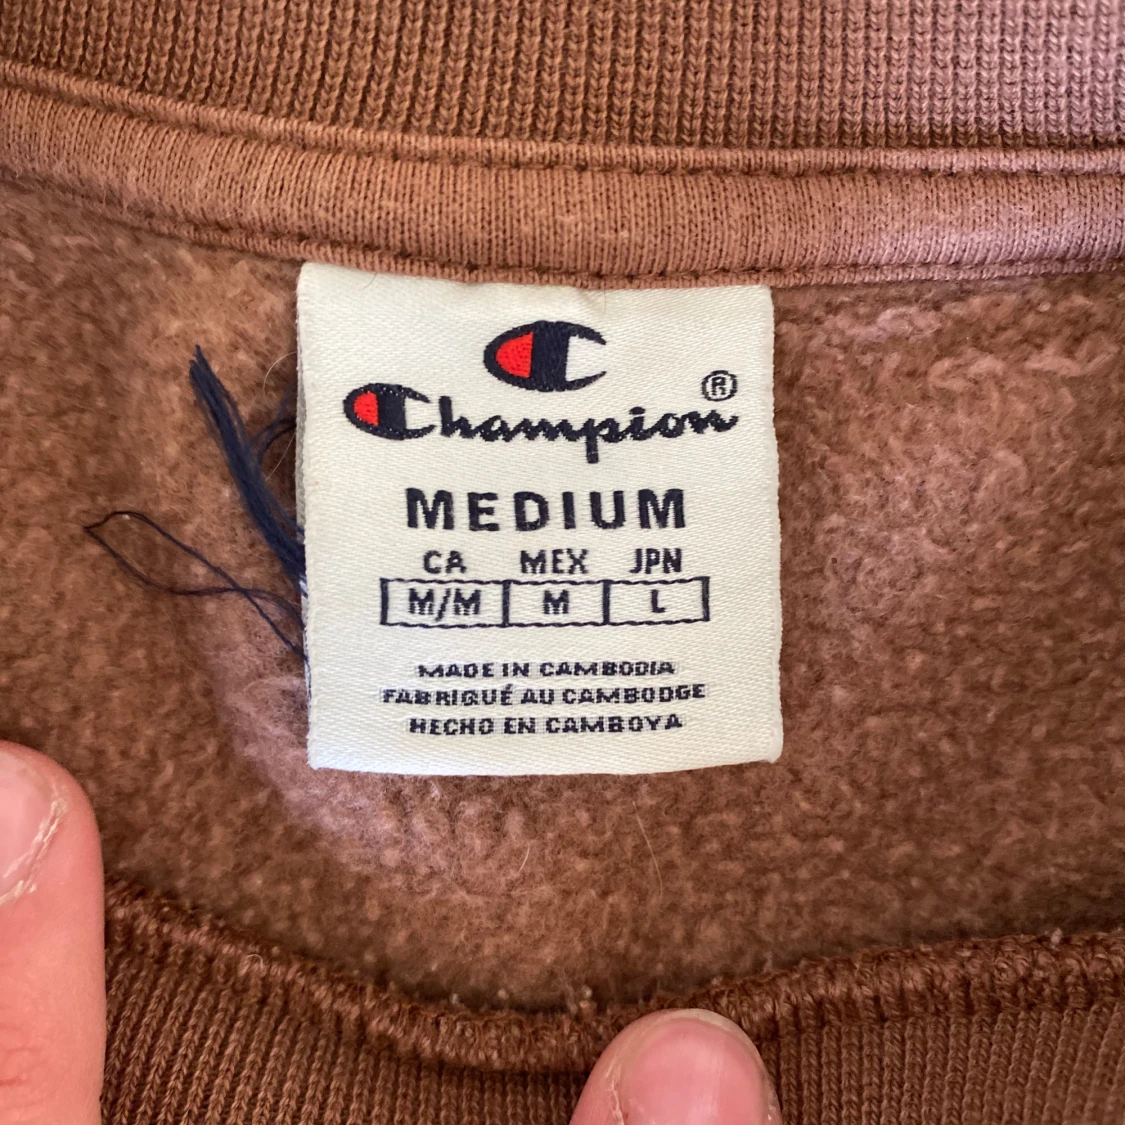 Champion®
MEDIUM
CA MEX JPN
M/M M L
MADE IN CAMBODIA
FABRIQUÉ AU CAMBODGE
HECHO EN CAMBOYA